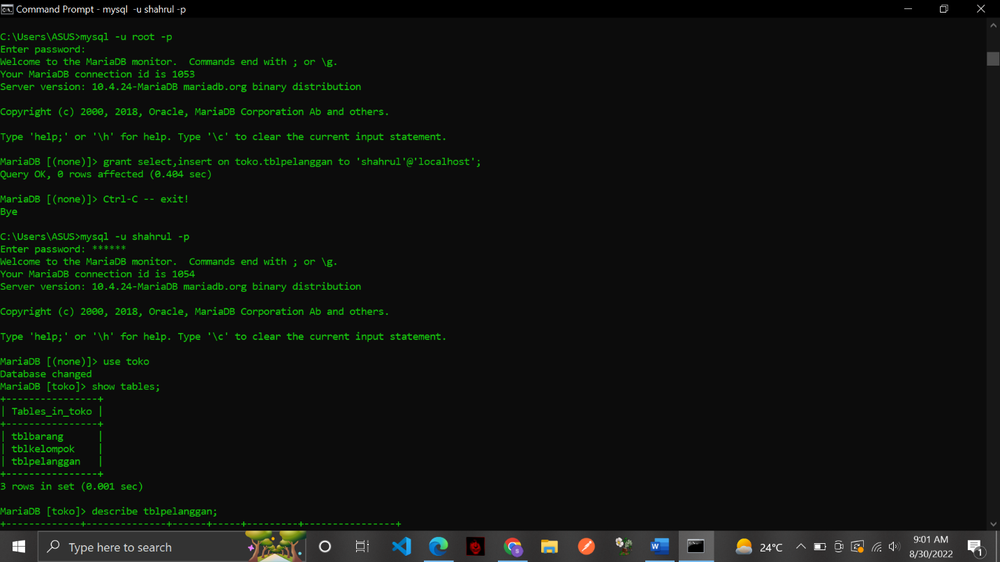 Command Prompt - mysql  -u shahrul -p
C:\Users\ASUS>mysql -u root -p
Enter password:
Welcome to the MariaDB monitor.  Commands end with ; or \g.
Your MariaDB connection id is 1053
Server version: 10.4.24-MariaDB mariadb.org binary distribution
Copyright (c) 2000, 2018, Oracle, MariaDB Corporation Ab and others.
Type 'help;' or '\h' for help. Type '\c' to clear the current input statement.
MariaDB [(none)]> grant select,insert on toko.tblpelanggan to 'shahrul'@'localhost';
Query OK, 0 rows affected (0.404 sec)
MariaDB [(none)]> Ctrl-C -- exit!
Bye
C:\Users\ASUS>mysql -u shahrul -p
Enter password: ******
Welcome to the MariaDB monitor.  Commands end with ; or \g.
Your MariaDB connection id is 1054
Server version: 10.4.24-MariaDB mariadb.org binary distribution
Copyright (c) 2000, 2018, Oracle, MariaDB Corporation Ab and others.
Type 'help;' or '\h' for help. Type '\c' to clear the current input statement.
MariaDB [(none)]> use toko
Database changed
MariaDB [toko]> show tables;
+----------------+
| Tables_in_toko |
+----------------+
| tblbarang      |
| tblkelompok    |
| tblpelanggan   |
+----------------+
3 rows in set (0.001 sec)
MariaDB [toko]> describe tblpelanggan;
+-------------+--------------+------+-----+---------+----------------+
Type here to search
24°C
9:01 AM
8/30/2022
1